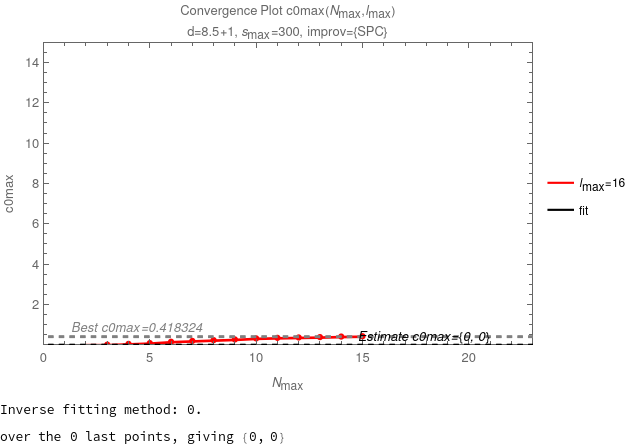 Convergence Plot c0max(Nmax,lmax)
d=8.5+1, smax=300, improv={SPC}
14
12
10
8
6
4
2
c0max
lmax=16
fit
Best c0max=0.418324
Estimate c0max={0, 0}
0
5
10
15
20
Nmax
Inverse fitting method: 0.
over the 0 last points, giving {0, 0}